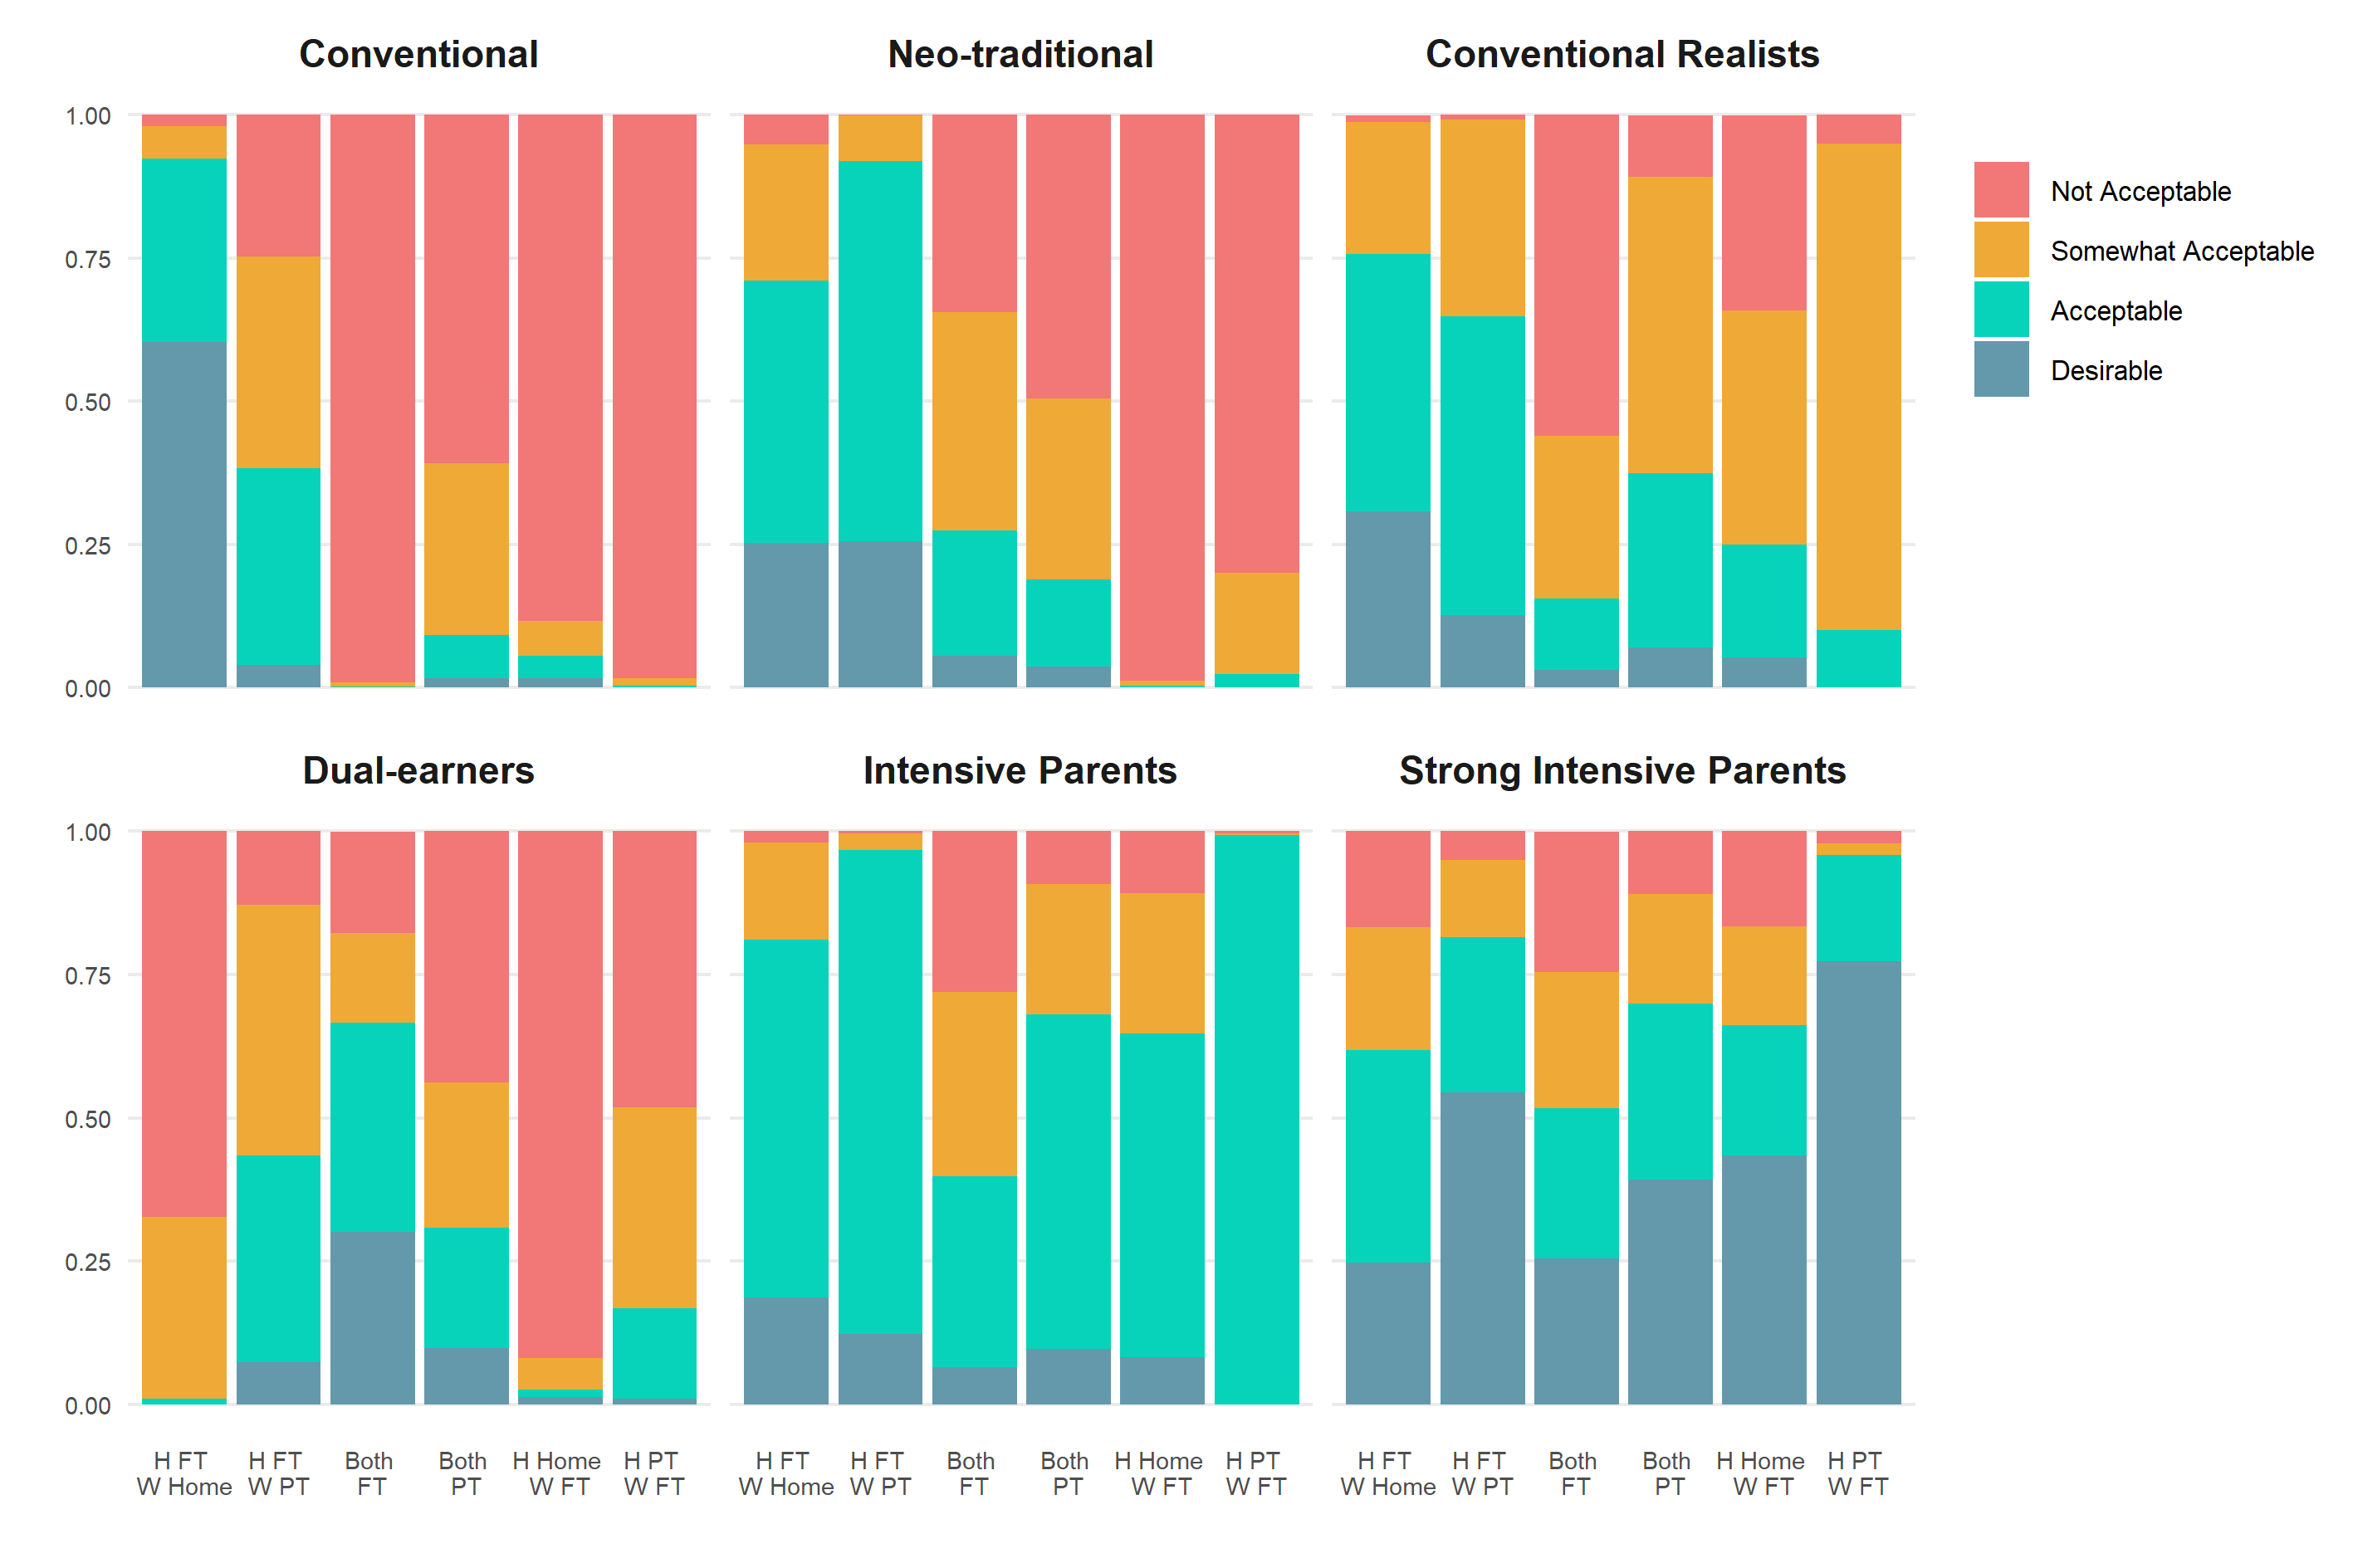 Conventional
Neo-traditional
Conventional Realists
1.00
0.75
0.50
0.25
0.00
Not Acceptable
Somewhat Acceptable
Acceptable
Desirable
Dual-earners
Intensive Parents
Strong Intensive Parents
1.00
0.75
0.50
0.25
0.00
H FT
W Home
H FT
W PT
Both
FT
Both
PT
H Home
W FT
H PT
W FT
H FT
W Home
H FT
W PT
Both
FT
Both
PT
H Home
W FT
H PT
W FT
H FT
W Home
H FT
W PT
Both
FT
Both
PT
H Home
W FT
H PT
W FT